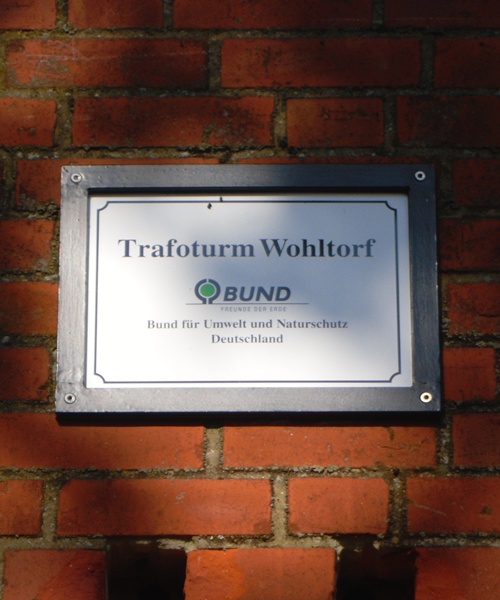 Trafoturm Wohltorf
BUND
FREUNDE DER ERDE
Bund für Umwelt und Naturschutz
Deutschland